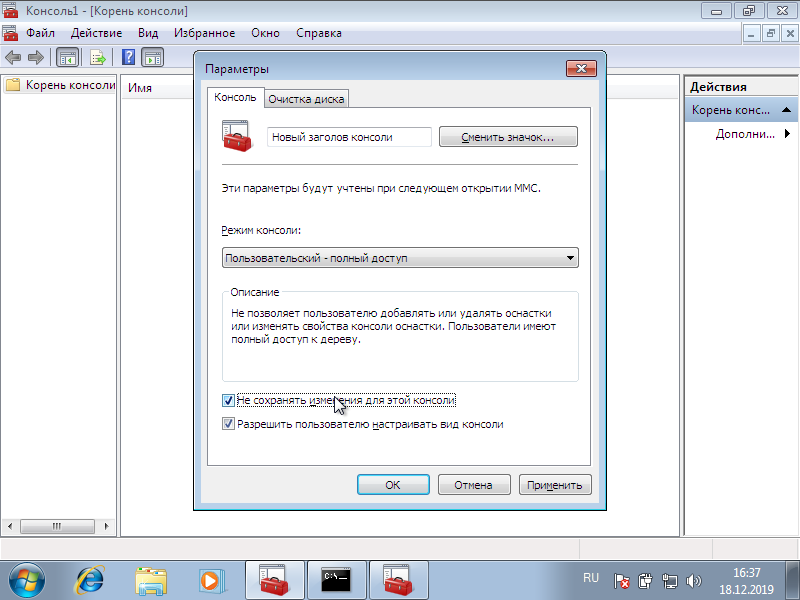 Консоль1 - [Корень консоли]
Файл Действие Вид Избранное Окно Справка
Корень консоли
Имя
Действия
Корень конс...
Дополни...
Параметры
Консоль
Очистка диска
Новый заголов консоли
Сменить значок...
Эти параметры будут учтены при следующем открытии MMC.
Режим консоли:
Пользовательский - полный доступ
Описание
Не позволяет пользователю добавлять или удалять оснастки
или изменять свойства консоли оснастки. Пользователи имеют
полный доступ к дереву.
Не сохранять изменения для этой консоли
Разрешить пользователю настраивать вид консоли
ОК Отмена Применить
C:\_
RU
16:37
18.12.2019